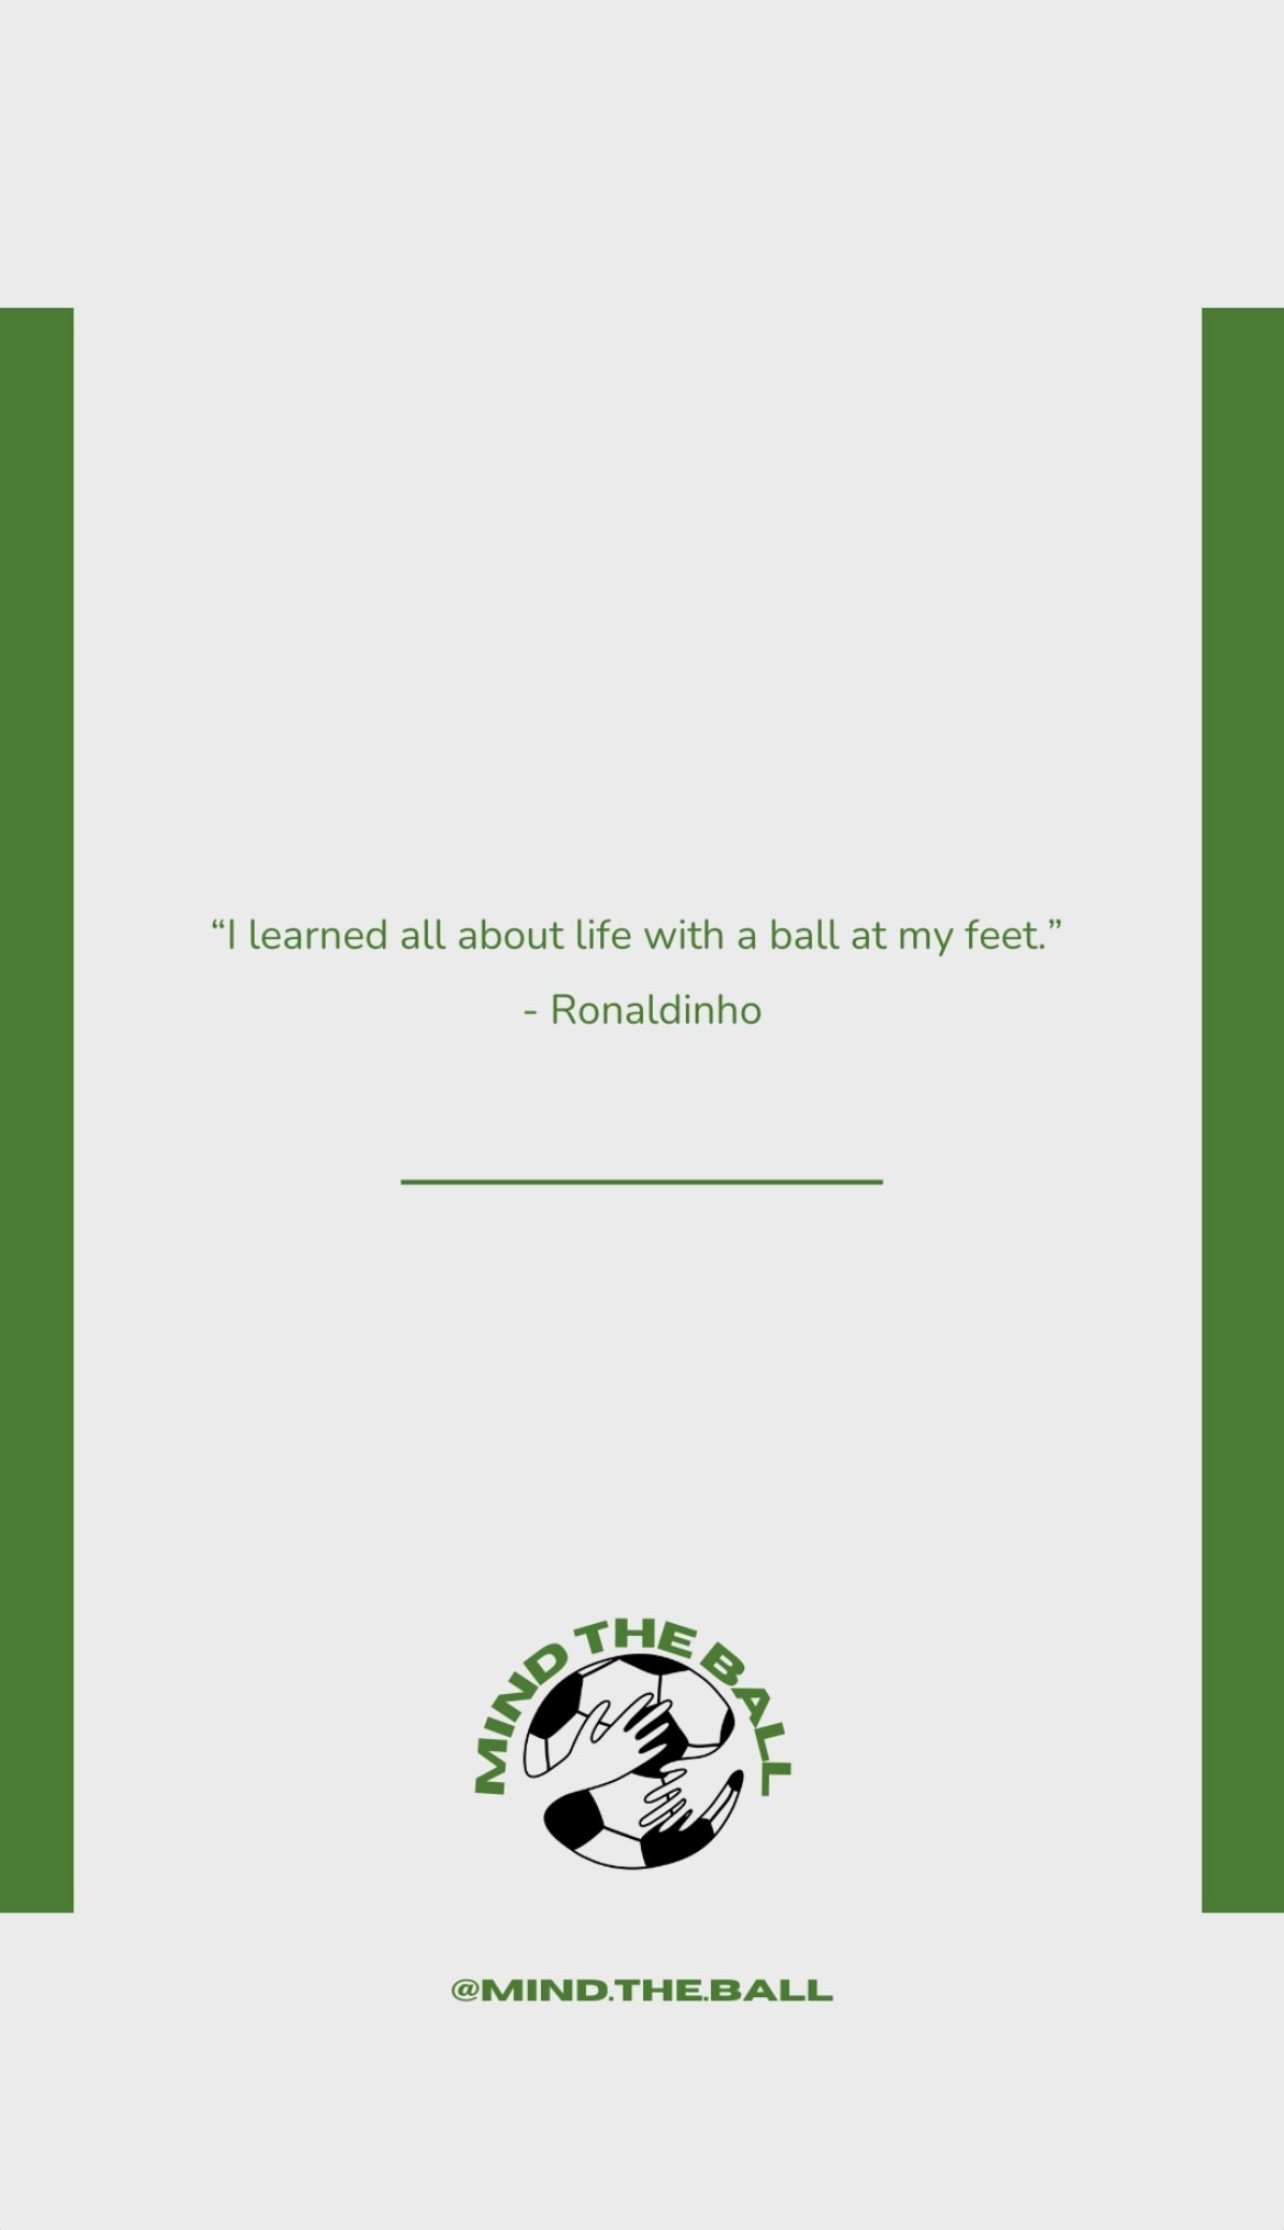 “I learned all about life with a ball at my feet.”
- Ronaldinho
MIND THE BALL
@MIND.THE.BALL